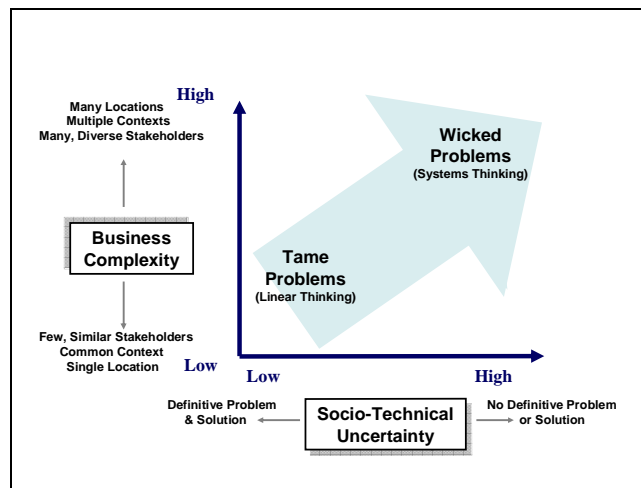 Many Locations
Multiple Contexts
Many, Diverse Stakeholders
High
Wicked
Problems
(Systems Thinking)
Business
Complexity
Tame
Problems
(Linear Thinking)
Few, Similar Stakeholders
Common Context
Single Location
Low
Low
High
Definitive Problem
& Solution
Socio-Technical
Uncertainty
No Definitive Problem
or Solution